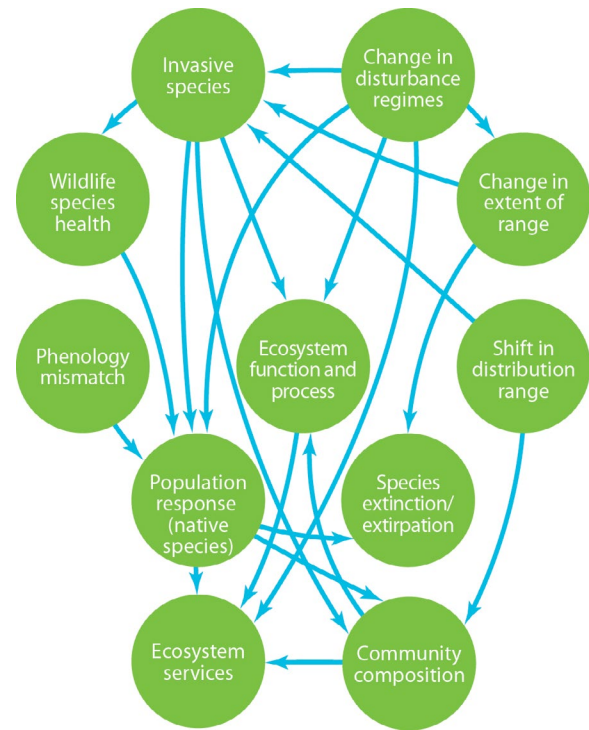 Invasive
species
Change in
disturbance
regimes
Wildlife
species
health
Change in
extent of
range
Phenology
mismatch
Ecosystem
function and
process
Shift in
distribution
range
Population
response
(native
species)
Species
extinction/
extirpation
Ecosystem
services
Community
composition